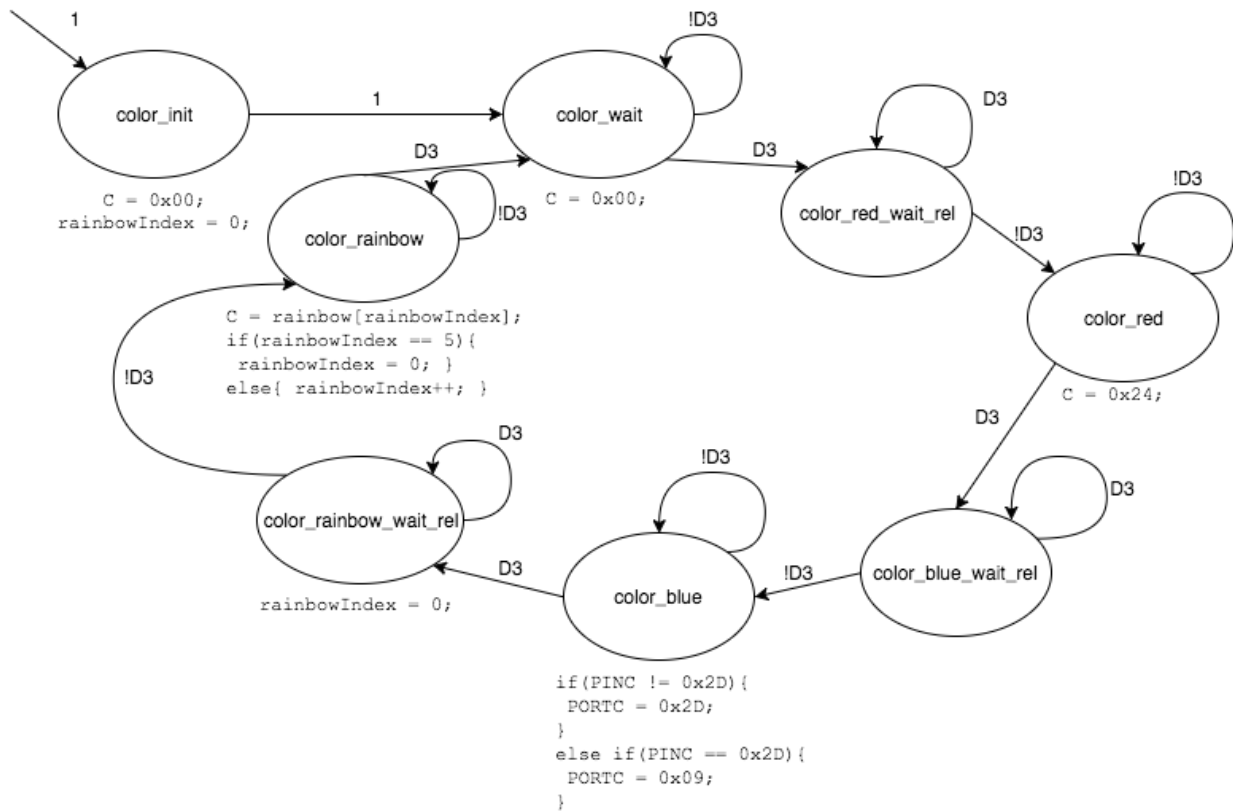 1
!D3
color_init
1
color_wait
D3
C = 0x00;
rainbowIndex = 0;
D3
!D3
color_rainbow
C = 0x00;
D3
color_red_wait_rel
!D3
!D3
color_red
C = 0x24;
C = rainbow[rainbowIndex];
if(rainbowIndex == 5){
rainbowIndex = 0; }
else{ rainbowIndex++; }
!D3
D3
D3
color_rainbow_wait_rel
rainbowIndex = 0;
D3
!D3
color_blue
!D3
D3
color_blue_wait_rel
if(PINC != 0x2D){
PORTC = 0x2D;
}
else if(PINC == 0x2D){
PORTC = 0x09;
}